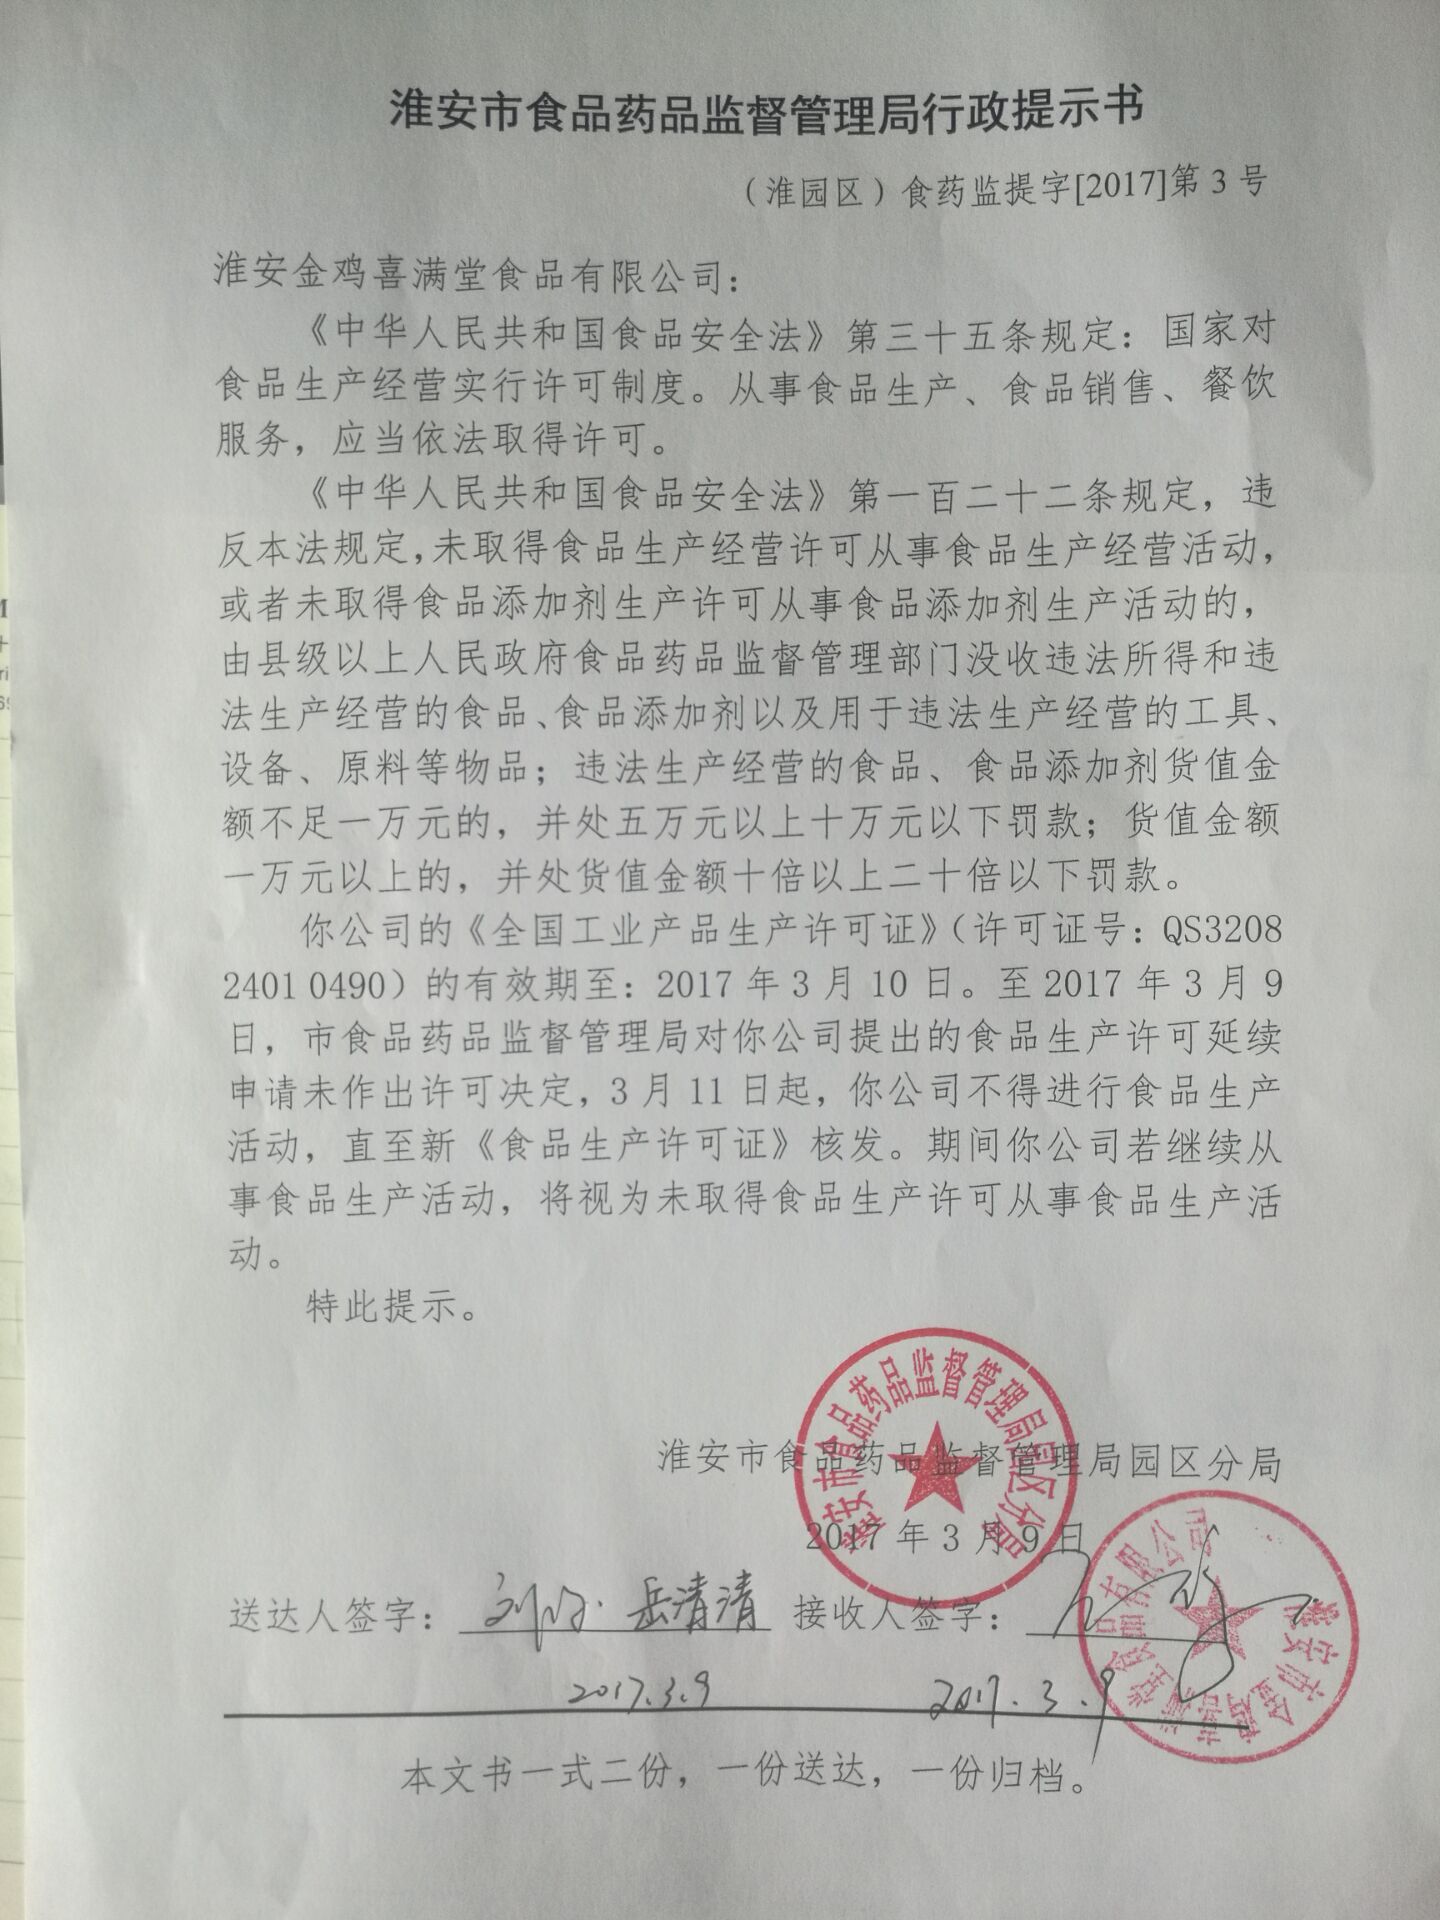 淮安市食品药品监督管理局行政提示书
（淮园区）食药监提字[2017]第3号
淮安金鸡喜满堂食品有限公司：
《中华人民共和国食品安全法》第三十五条规定：国家对
食品生产经营实行许可制度。从事食品生产、食品销售、餐饮
服务，应当依法取得许可。
《中华人民共和国食品安全法》第一百二十二条规定，违
反本法规定，未取得食品生产经营许可从事食品生产经营活动，
或者未取得食品添加剂生产许可从事食品添加剂生产活动的，
由县级以上人民政府食品药品监督管理部门没收违法所得和违
法生产经营的食品、食品添加剂以及用于违法生产经营的工具、
设备、原料等物品；违法生产经营的食品、食品添加剂货值金
额不足一万元的，并处五万元以上十万元以下罚款；货值金额
一万元以上的，并处货值金额十倍以上二十倍以下罚款。
你公司的《全国工业产品生产许可证》（许可证号：QS3208
2401 0490）的有效期至：2017年3月10日。至2017年3月9
日，市食品药品监督管理局对你公司提出的食品生产许可延续
申请未作出许可决定，3月11日起，你公司不得进行食品生产
活动，直至新《食品生产许可证》核发。期间你公司若继续从
事食品生产活动，将视为未取得食品生产许可从事食品生产活
动。
特此提示。
淮安市食品药品监督管理局园区分局
淮安市食品药品监督管理局园区分局
2017年3月9日
送达人签字： 岳清清 接收人签字：
2017.3.9 2017.3.9
本文书一式二份，一份送达，一份归档。